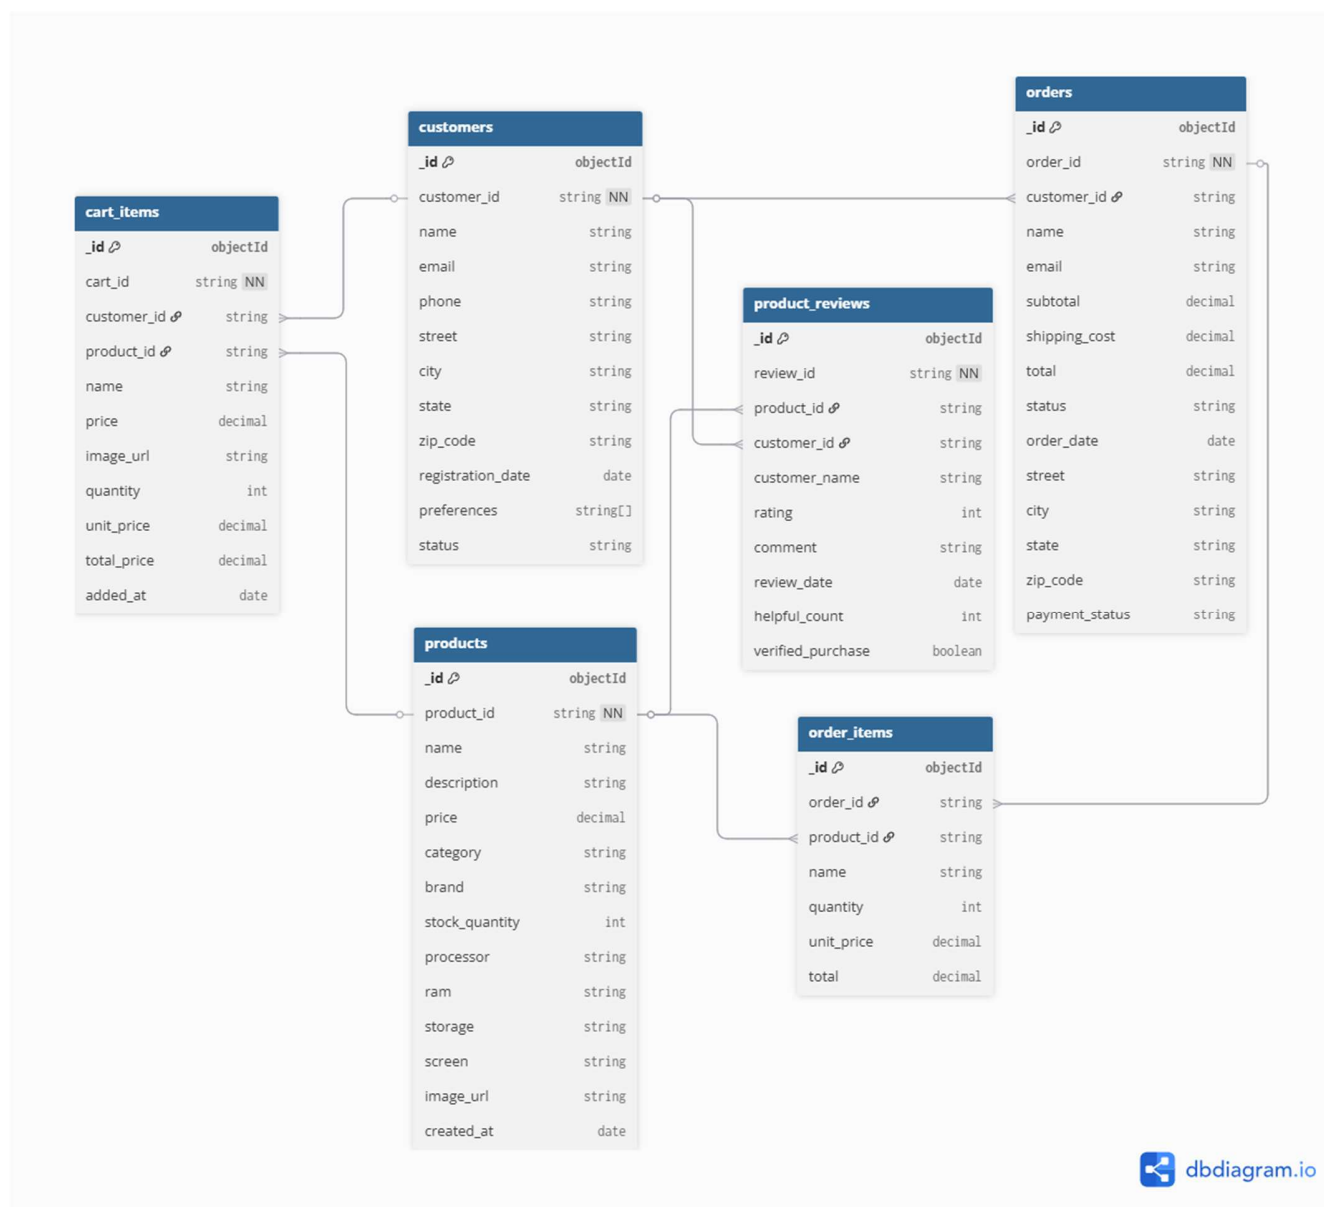 customers
_id objectId
customer_id string NN
name string
email string
phone string
street string
city string
state string
zip_code string
registration_date date
preferences string[]
status string
orders
_id objectId
order_id string NN
customer_id string
name string
email string
subtotal decimal
shipping_cost decimal
total decimal
status string
order_date date
street string
city string
state string
zip_code string
payment_status string
cart_items
_id objectId
cart_id string NN
customer_id string
product_id string
name string
price decimal
image_url string
quantity int
unit_price decimal
total_price decimal
added_at date
product_reviews
_id objectId
review_id string NN
product_id string
customer_id string
customer_name string
rating int
comment string
review_date date
helpful_count int
verified_purchase boolean
products
_id objectId
product_id string NN
name string
description string
price decimal
category string
brand string
stock_quantity int
processor string
ram string
storage string
screen string
image_url string
created_at date
order_items
_id objectId
order_id string
product_id string
name string
quantity int
unit_price decimal
total decimal
dbdiagram.io